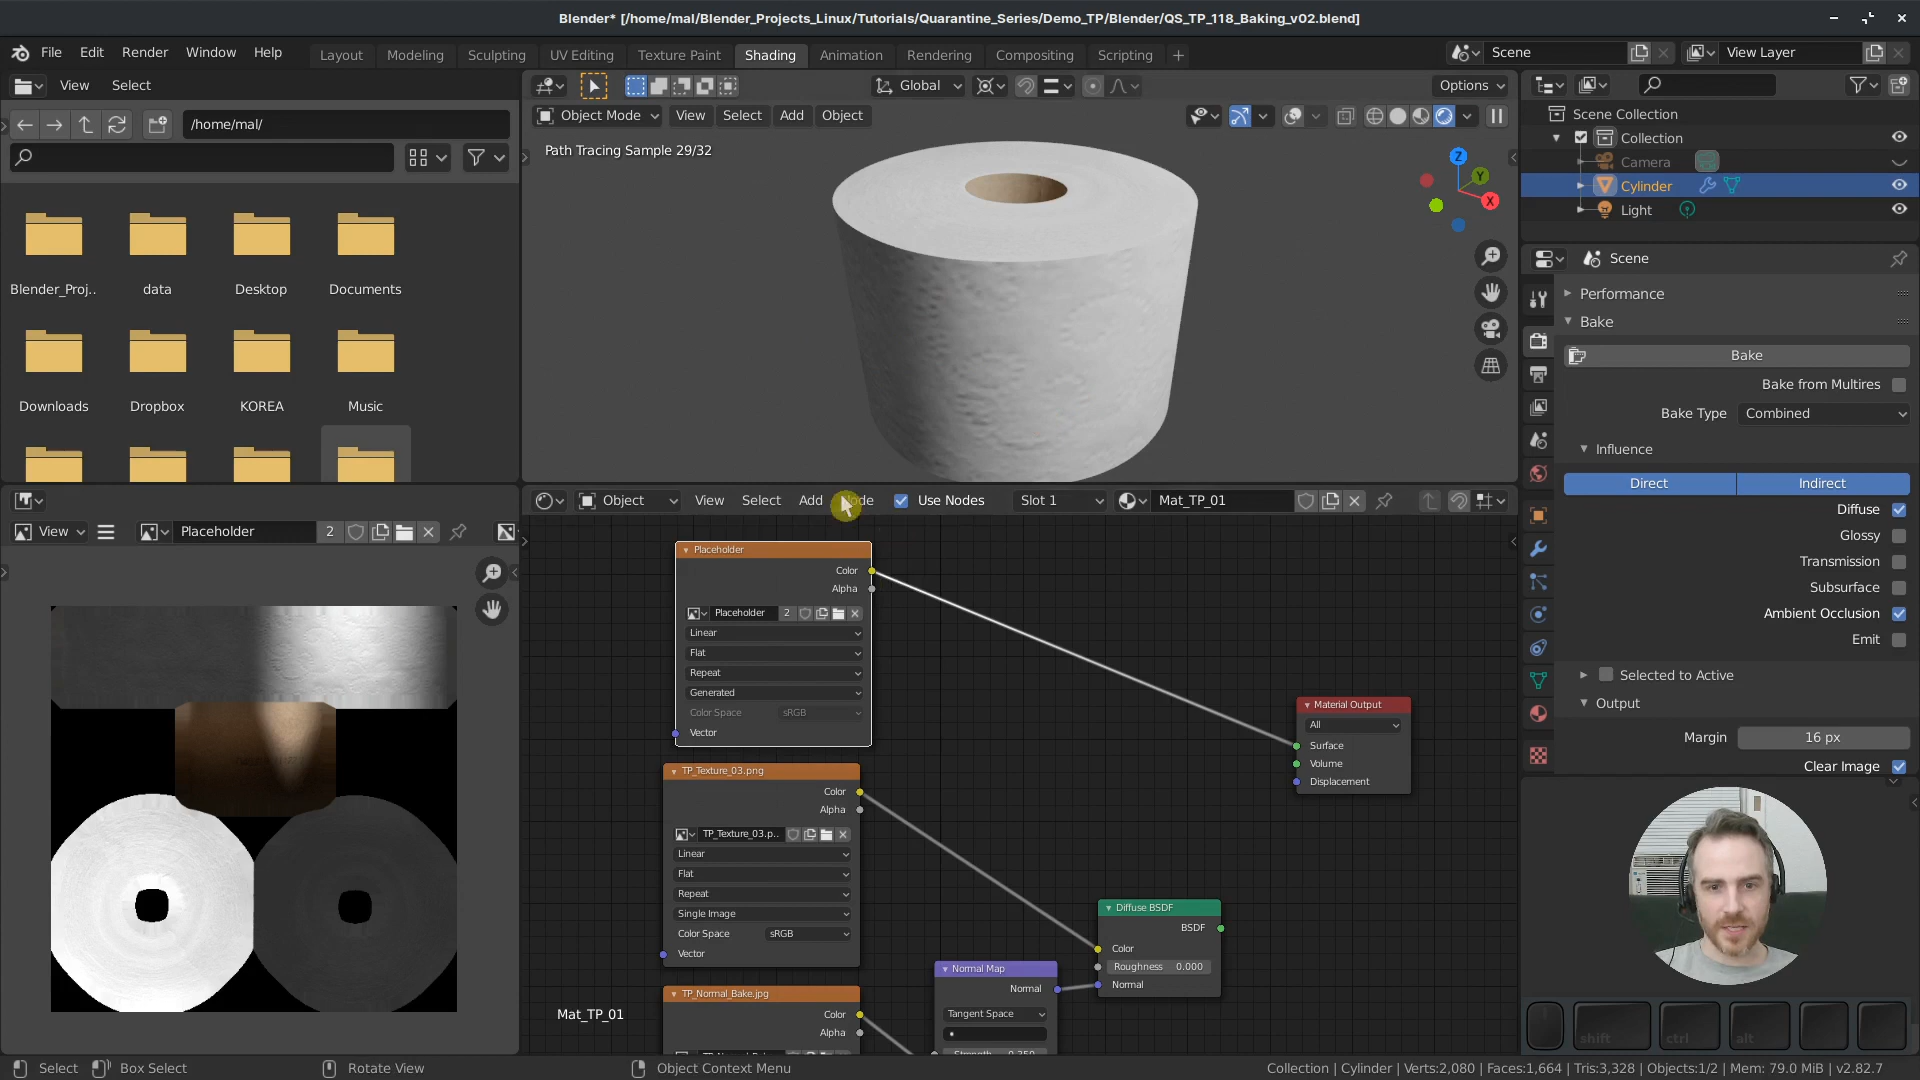 Blender* [/home/mal/Blender_Projects_Linux/Tutorials/Quarantine_Series/Demo_TP/Blender/QS_TP_118_Baking_v02.blend]
File Edit Render Window Help
Layout Modeling Sculpting UV Editing Texture Paint Shading Animation Rendering Compositing Scripting +
Scene
View Layer
View Select
Global
Options
/home/mal/
Object Mode View Select Add Object
Path Tracing Sample 29/32
Z
Y
X
Blender_Proj.. data Desktop Documents
Downloads Dropbox KOREA Music
Scene Collection
Collection
Camera
Cylinder
Light
Scene
Performance
Bake
Bake
Bake from Multires
Bake Type Combined
Influence
Direct Indirect
Diffuse
Glossy
Transmission
Subsurface
Ambient Occlusion
Emit
Selected to Active
Output
Margin 16 px
Clear Image
View Placeholder 2
Object View Select Add Node Use Nodes Slot 1 Mat_TP_01
Placeholder
Color
Alpha
Placeholder 2
Linear
Flat
Repeat
Generated
Color Space sRGB
Vector
TP_Texture_03.png
Color
Alpha
TP_Texture_03.p..
Linear
Flat
Repeat
Single Image
Color Space sRGB
Vector
TP_Normal_Bake.jpg
Color
Alpha
Normal Map
Normal
Tangent Space
Strength 0.350
Diffuse BSDF
BSDF
Color
Roughness 0.000
Normal
Material Output
All
Surface
Volume
Displacement
Mat_TP_01
shift ctrl alt
Select Box Select Rotate View Object Context Menu
Collection | Cylinder | Verts:2,080 | Faces:1,664 | Tris:3,328 | Objects:1/2 | Mem: 79.0 MiB | v2.82.7